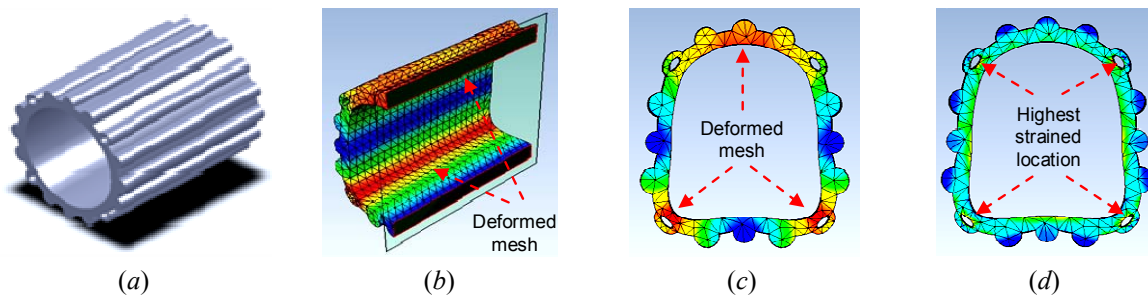 Deformed
mesh
Deformed
mesh
Highest
strained
location
(a)
(b)
(c)
(d)